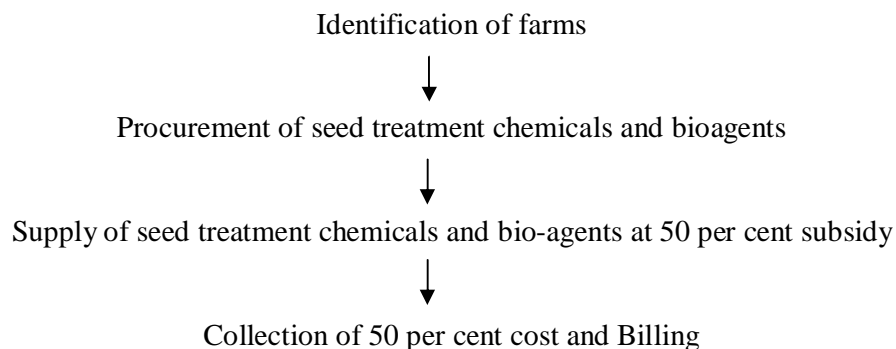 Identification of farms
Procurement of seed treatment chemicals and bioagents
Supply of seed treatment chemicals and bio-agents at 50 per cent subsidy
Collection of 50 per cent cost and Billing